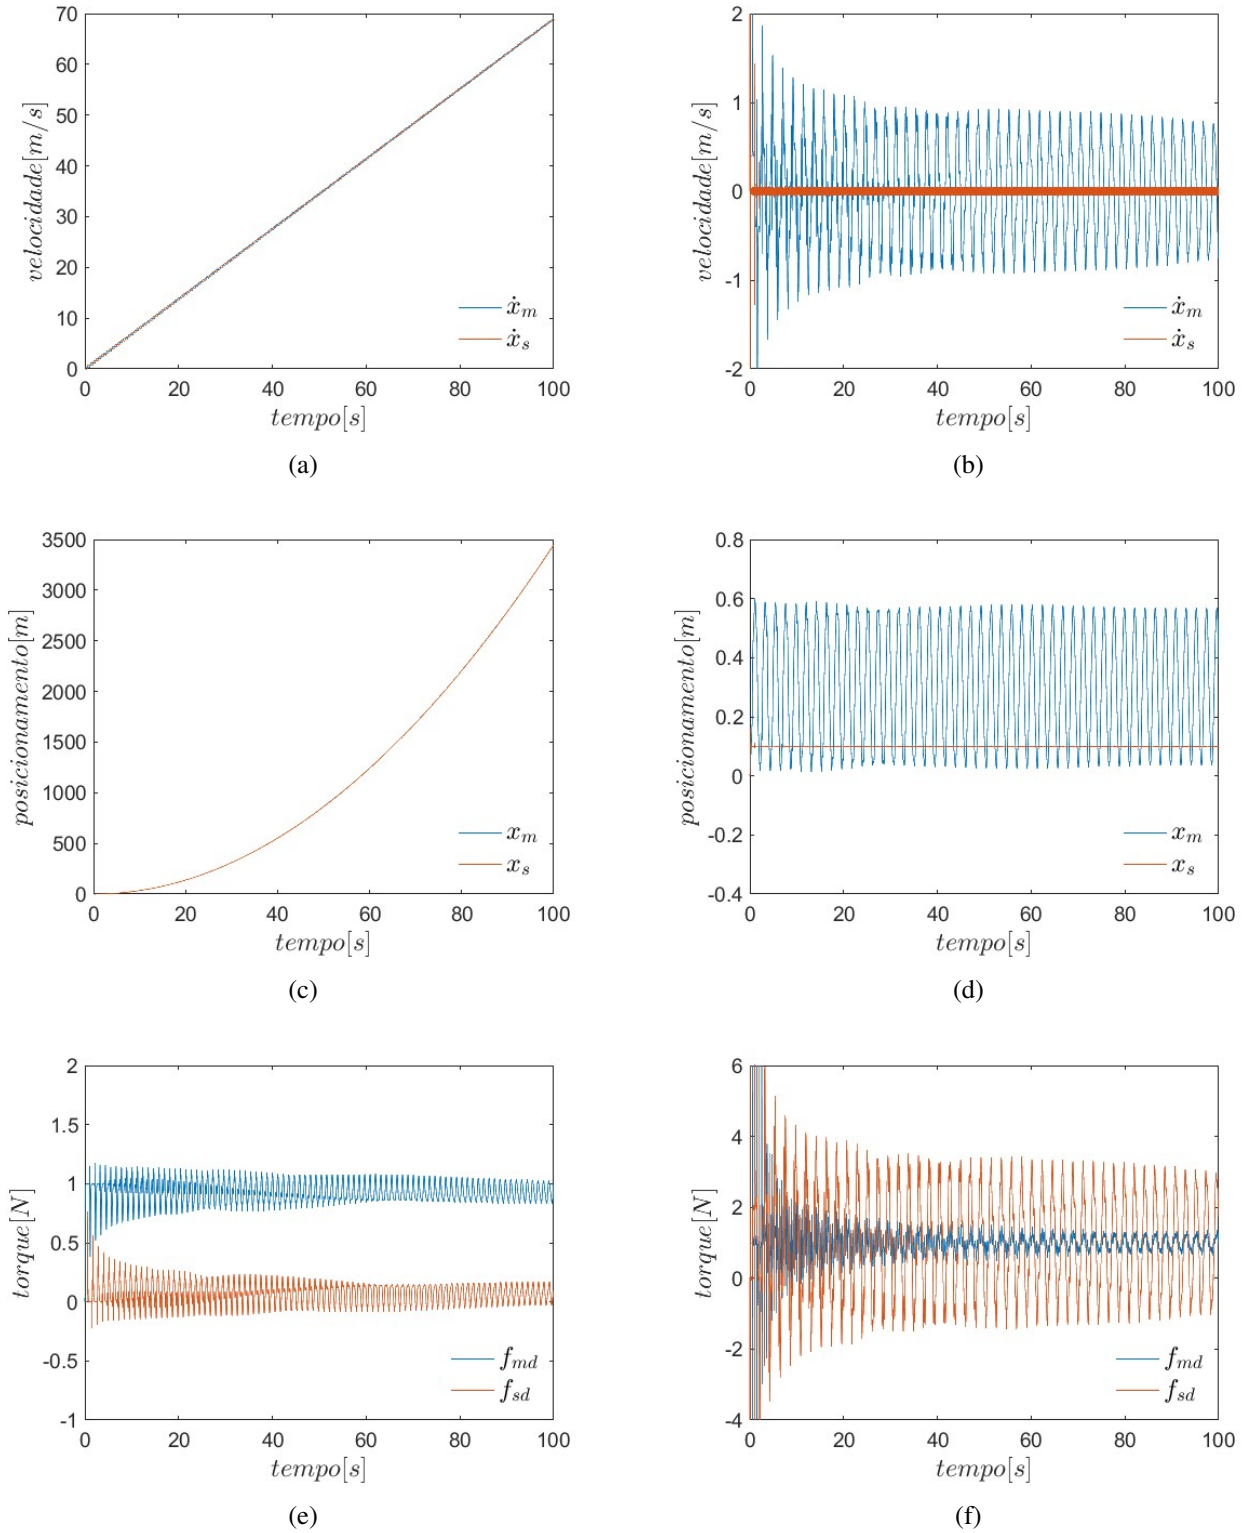 70
60
50
40
30
20
10
0
velocidade[m/s]
ẋm
ẋs
0 20 40 60 80 100
tempo[s]
(a)
2
1
0
-1
-2
velocidade[m/s]
ẋm
ẋs
0 20 40 60 80 100
tempo[s]
(b)
3500
3000
2500
2000
1500
1000
500
0
posicionamento[m]
xm
xs
0 20 40 60 80 100
tempo[s]
(c)
0.8
0.6
0.4
0.2
0
-0.2
-0.4
posicionamento[m]
xm
xs
0 20 40 60 80 100
tempo[s]
(d)
2
1.5
1
0.5
0
-0.5
-1
torque[N]
fmd
fsd
0 20 40 60 80 100
tempo[s]
(e)
6
4
2
0
-2
-4
torque[N]
fmd
fsd
0 20 40 60 80 100
tempo[s]
(f)